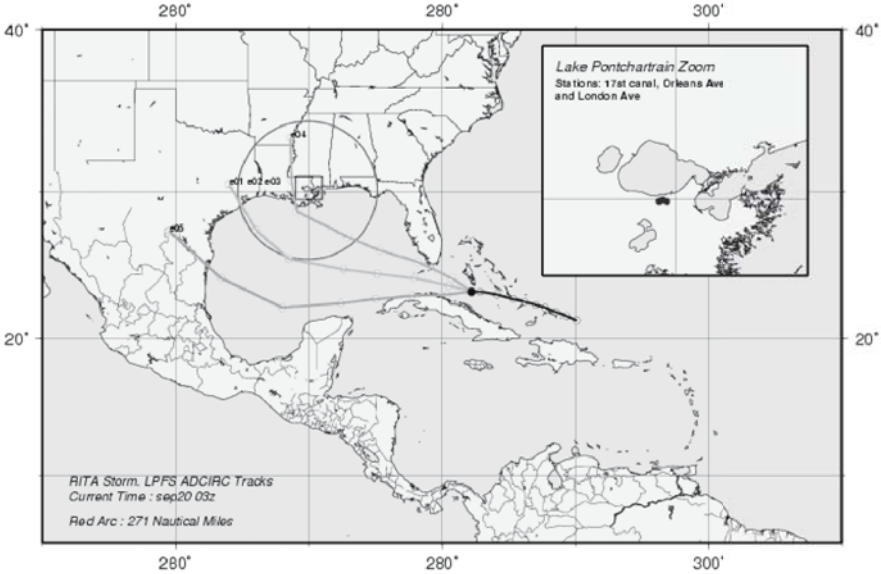 280˚ 280˚
40˚ 40˚
Lake Pontchartrain Zoom
Stations: 17st canal, Orleans Ave
and London Ave
e04
e01 e02 e03
e05
20˚ 20˚
RITA Storm. LPFS ADCIRC Tracks
Current Time : sep20 03z
Red Arc : 271 Nautical Miles
280˚ 280˚ 300˚